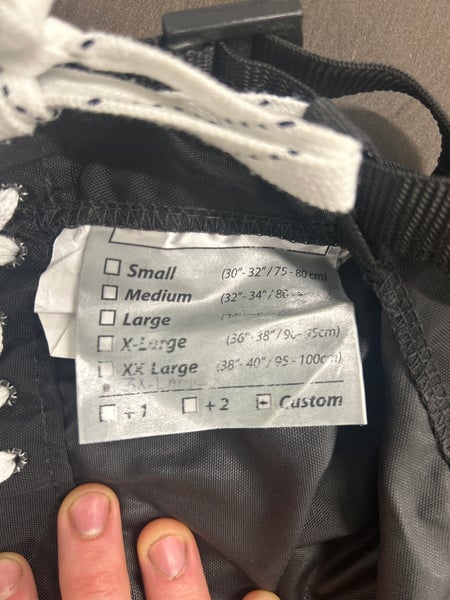 Small (30"- 32"/ 75 - 80 cm)
Medium (32"- 34"/ 80
Large
X-Large (36"- 38"/ 90- 95cm)
XX Large (38"- 40"/ 95 - 100cm)
+ 1 + 2 Custom